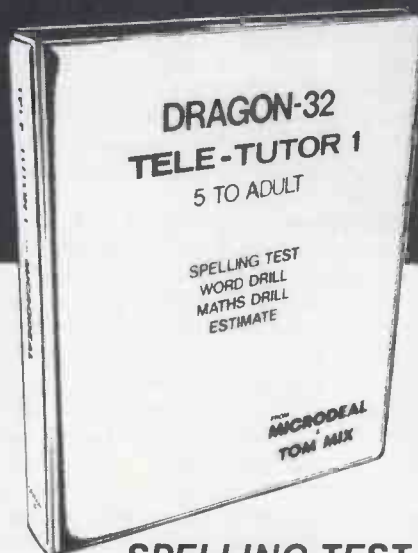 DRAGON-32
TELE-TUTOR 1
5 TO ADULT
SPELLING TEST
WORD DRILL
MATHS DRILL
ESTIMATE
FROM
MICRODEAL
&
TOM MIX
SPELLING TEST